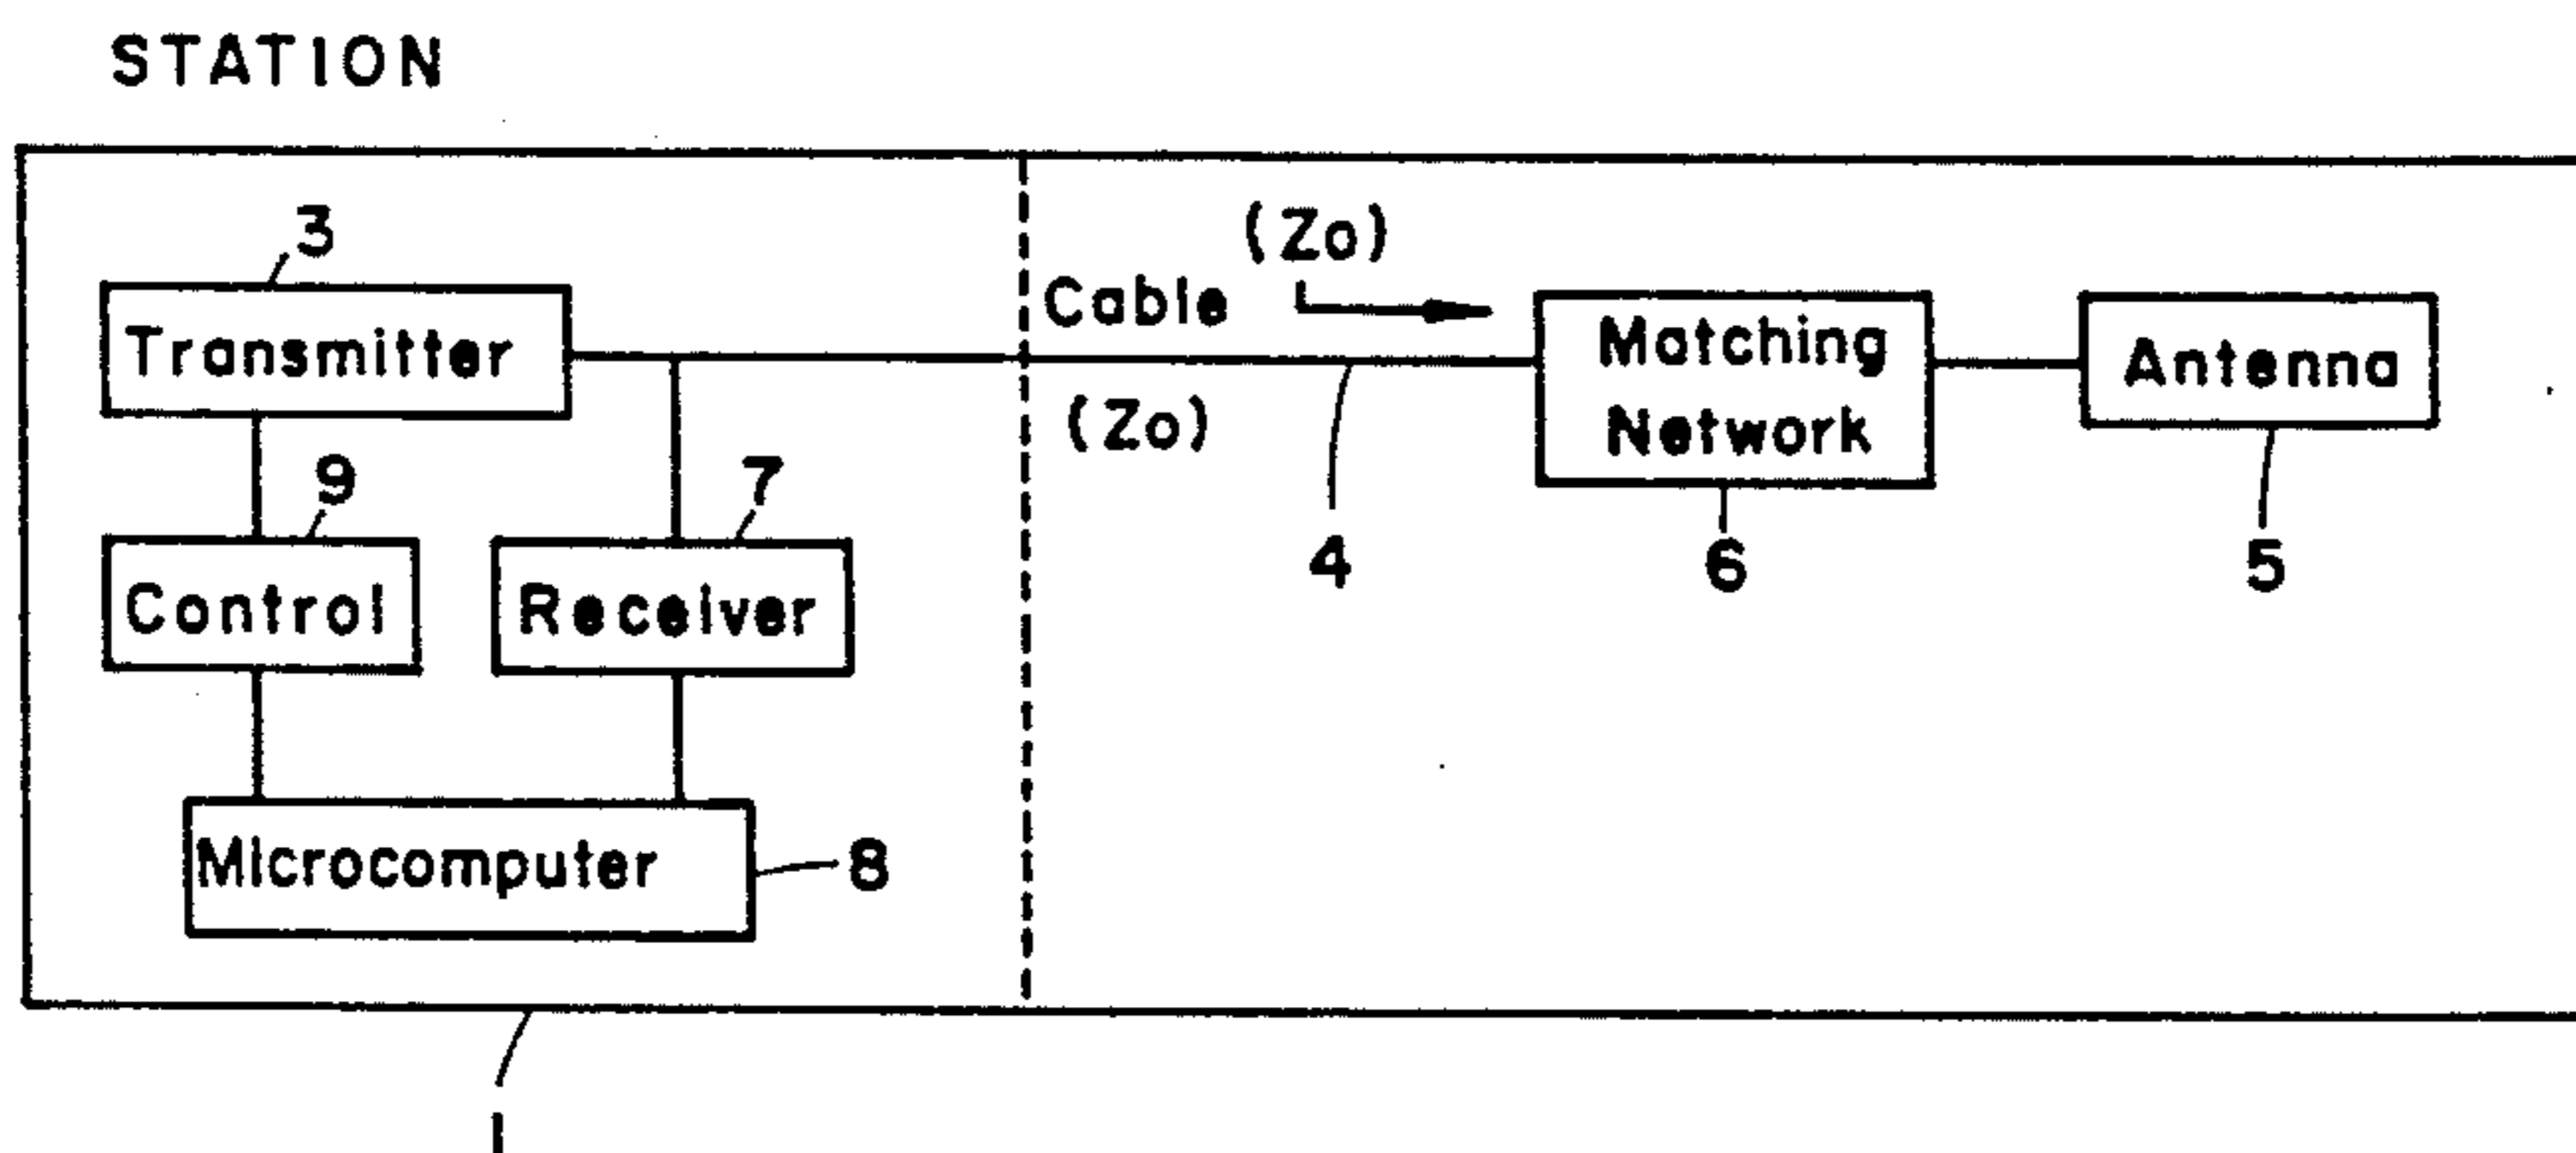 STATION
3
Transmitter
Cable
(Zo)
(Zo)
Matching
Network
Antenna
9
7
4
6
5
Control
Receiver
Microcomputer
8
1